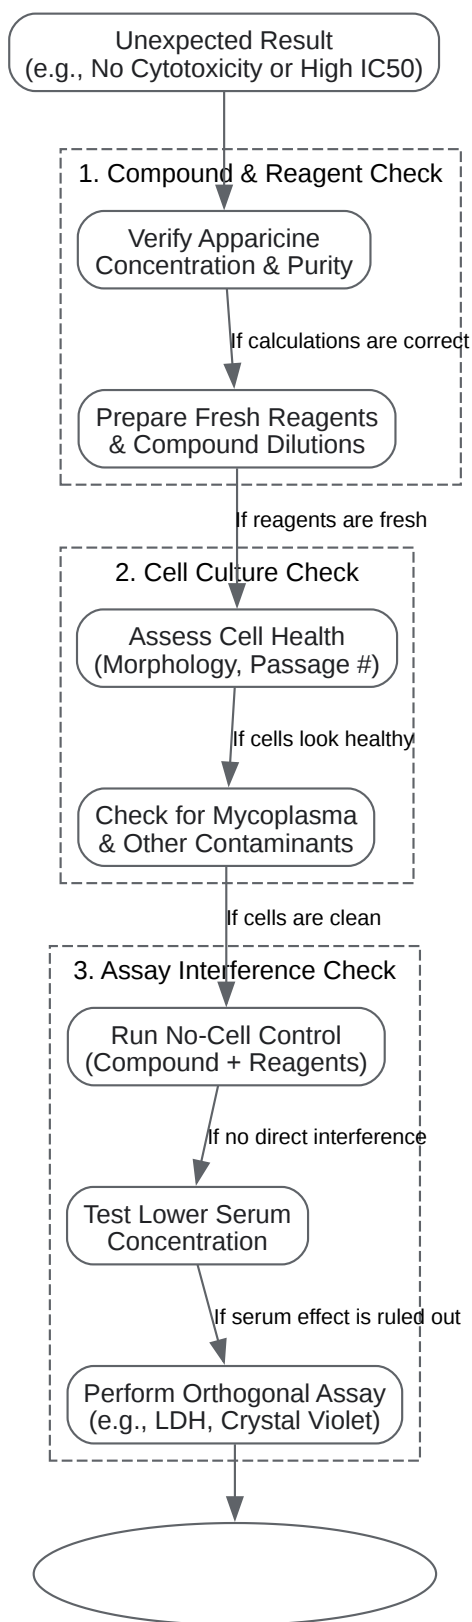 Unexpected Result
(e.g., No Cytotoxicity or High IC50)
1. Compound & Reagent Check
Verify Apparicine
Concentration & Purity
If calculations are correct
Prepare Fresh Reagents
& Compound Dilutions
If reagents are fresh
2. Cell Culture Check
Assess Cell Health
(Morphology, Passage #)
If cells look healthy
Check for Mycoplasma
& Other Contaminants
If cells are clean
3. Assay Interference Check
Run No-Cell Control
(Compound + Reagents)
If no direct interference
Test Lower Serum
Concentration
If serum effect is ruled out
Perform Orthogonal Assay
(e.g., LDH, Crystal Violet)